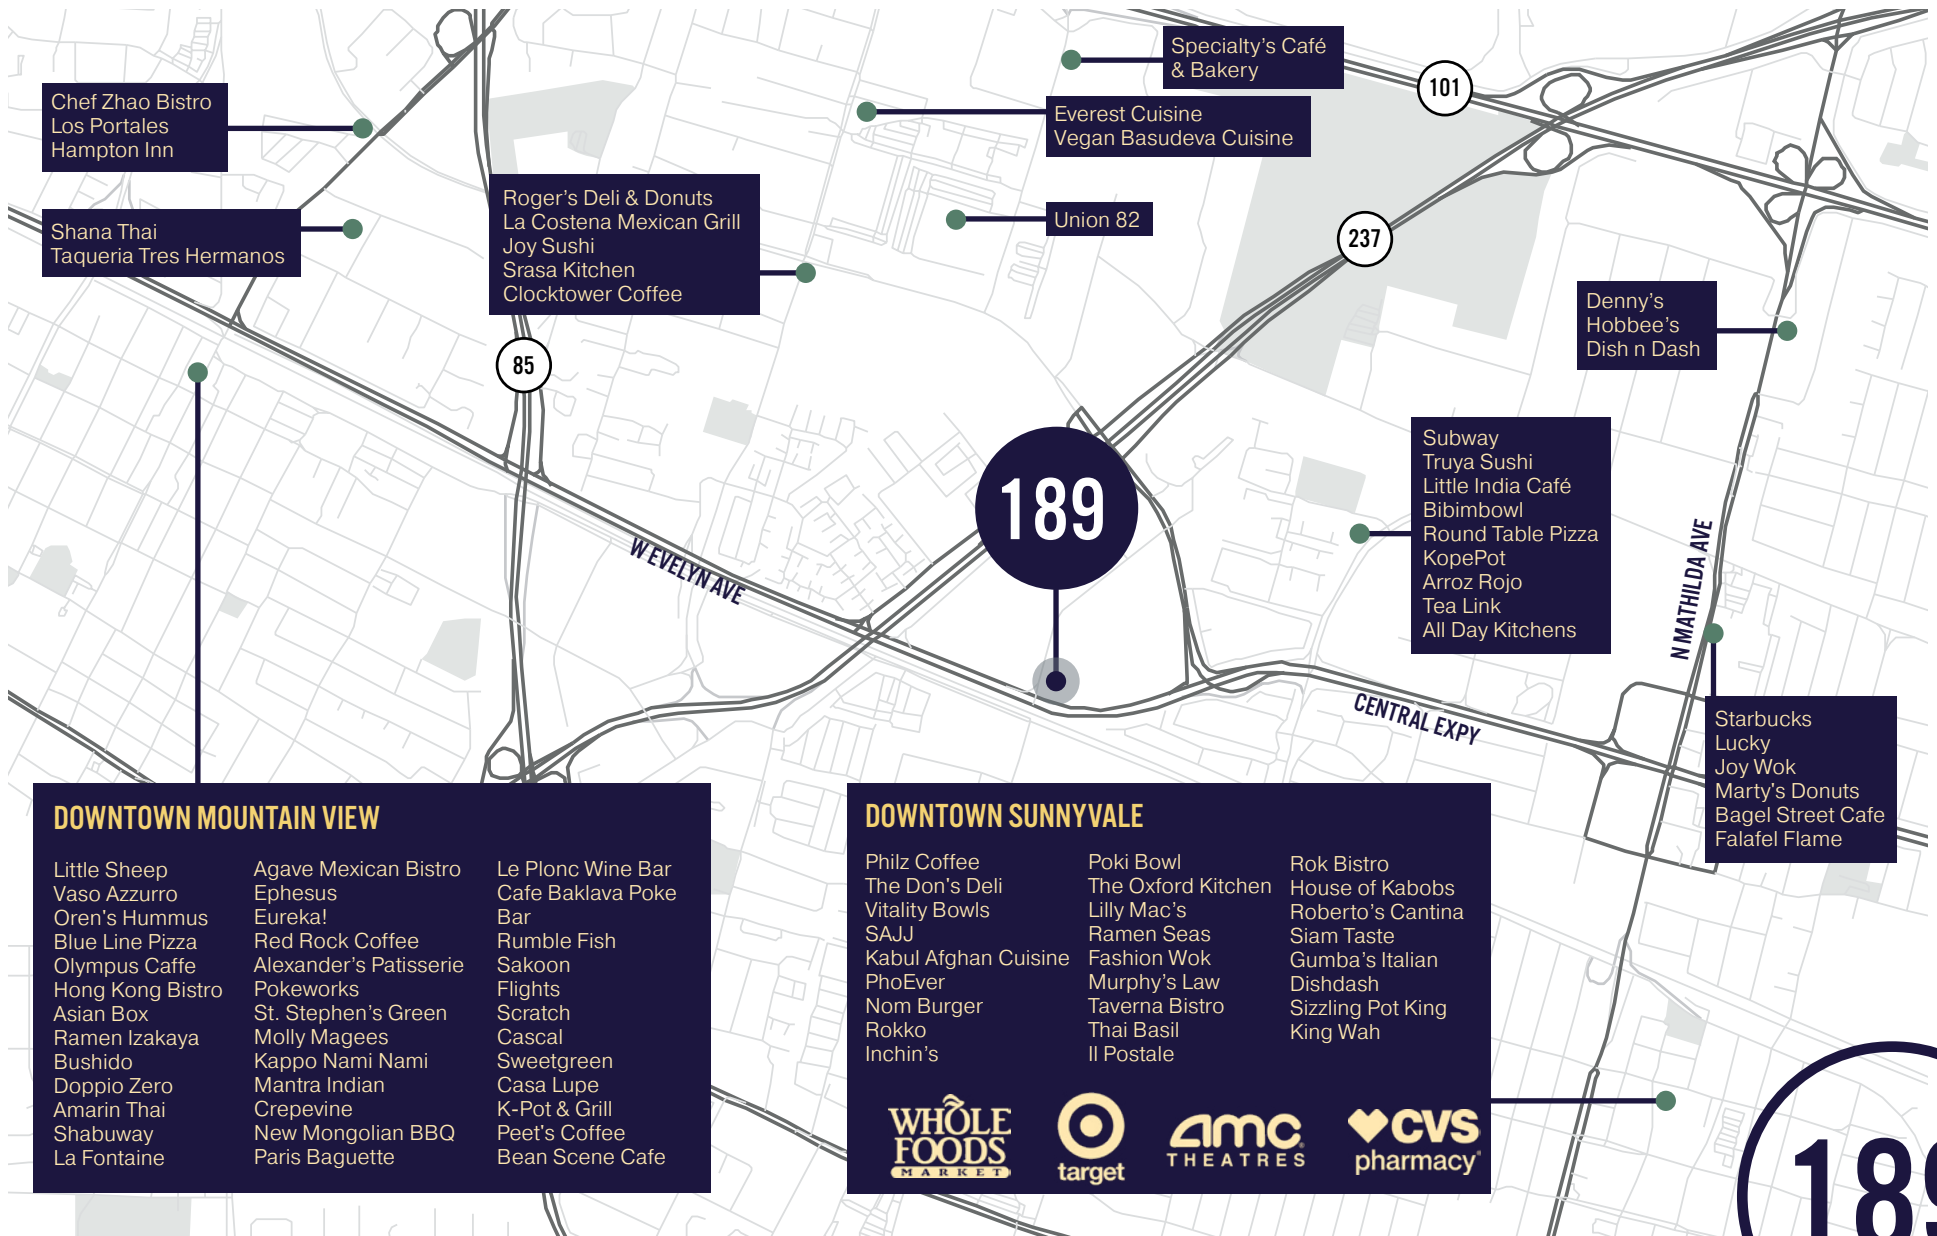 Specialty's Café
& Bakery
101
Chef Zhao Bistro
Los Portales
Hampton Inn
Everest Cuisine
Vegan Basudeva Cuisine
Roger's Deli & Donuts
La Costena Mexican Grill
Joy Sushi
Srasa Kitchen
Clocktower Coffee
Union 82
Shana Thai
Taqueria Tres Hermanos
237
Denny's
Hobbee's
Dish n Dash
85
Subway
Truya Sushi
Little India Café
Bibimbowl
Round Table Pizza
KopePot
Arroz Rojo
Tea Link
All Day Kitchens
189
W EVELYN AVE
N MATHILDA AVE
CENTRAL EXPY
Starbucks
Lucky
Joy Wok
Marty's Donuts
Bagel Street Cafe
Falafel Flame
DOWNTOWN MOUNTAIN VIEW
Little Sheep
Vaso Azzurro
Oren's Hummus
Blue Line Pizza
Olympus Caffe
Hong Kong Bistro
Asian Box
Ramen Izakaya
Bushido
Doppio Zero
Amarin Thai
Shabuway
La Fontaine
Agave Mexican Bistro
Ephesus
Eureka!
Red Rock Coffee
Alexander's Patisserie
Pokeworks
St. Stephen's Green
Molly Magees
Kappo Nami Nami
Mantra Indian
Crepevine
New Mongolian BBQ
Paris Baguette
Le Plonc Wine Bar
Cafe Baklava Poke
Bar
Rumble Fish
Sakoon
Flights
Scratch
Cascal
Sweetgreen
Casa Lupe
K-Pot & Grill
Peet's Coffee
Bean Scene Cafe
DOWNTOWN SUNNYVALE
Philz Coffee
The Don's Deli
Vitality Bowls
SAJJ
Kabul Afghan Cuisine
PhoEver
Nom Burger
Rokko
Inchin's
Poki Bowl
The Oxford Kitchen
Lilly Mac's
Ramen Seas
Fashion Wok
Murphy's Law
Taverna Bistro
Thai Basil
Il Postale
Rok Bistro
House of Kabobs
Roberto's Cantina
Siam Taste
Gumba's Italian
Dishdash
Sizzling Pot King
King Wah
WHOLE
FOODS
MARKET
target
amc
THEATRES
CVS
pharmacy
189